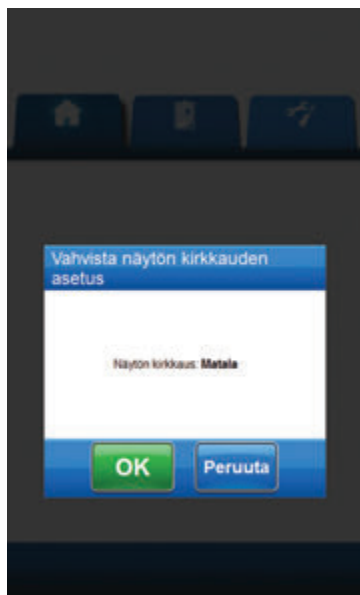 Vahvista näytön kirkkauden
asetus
Näytön kirkkaus: Matala
OK
Peruuta